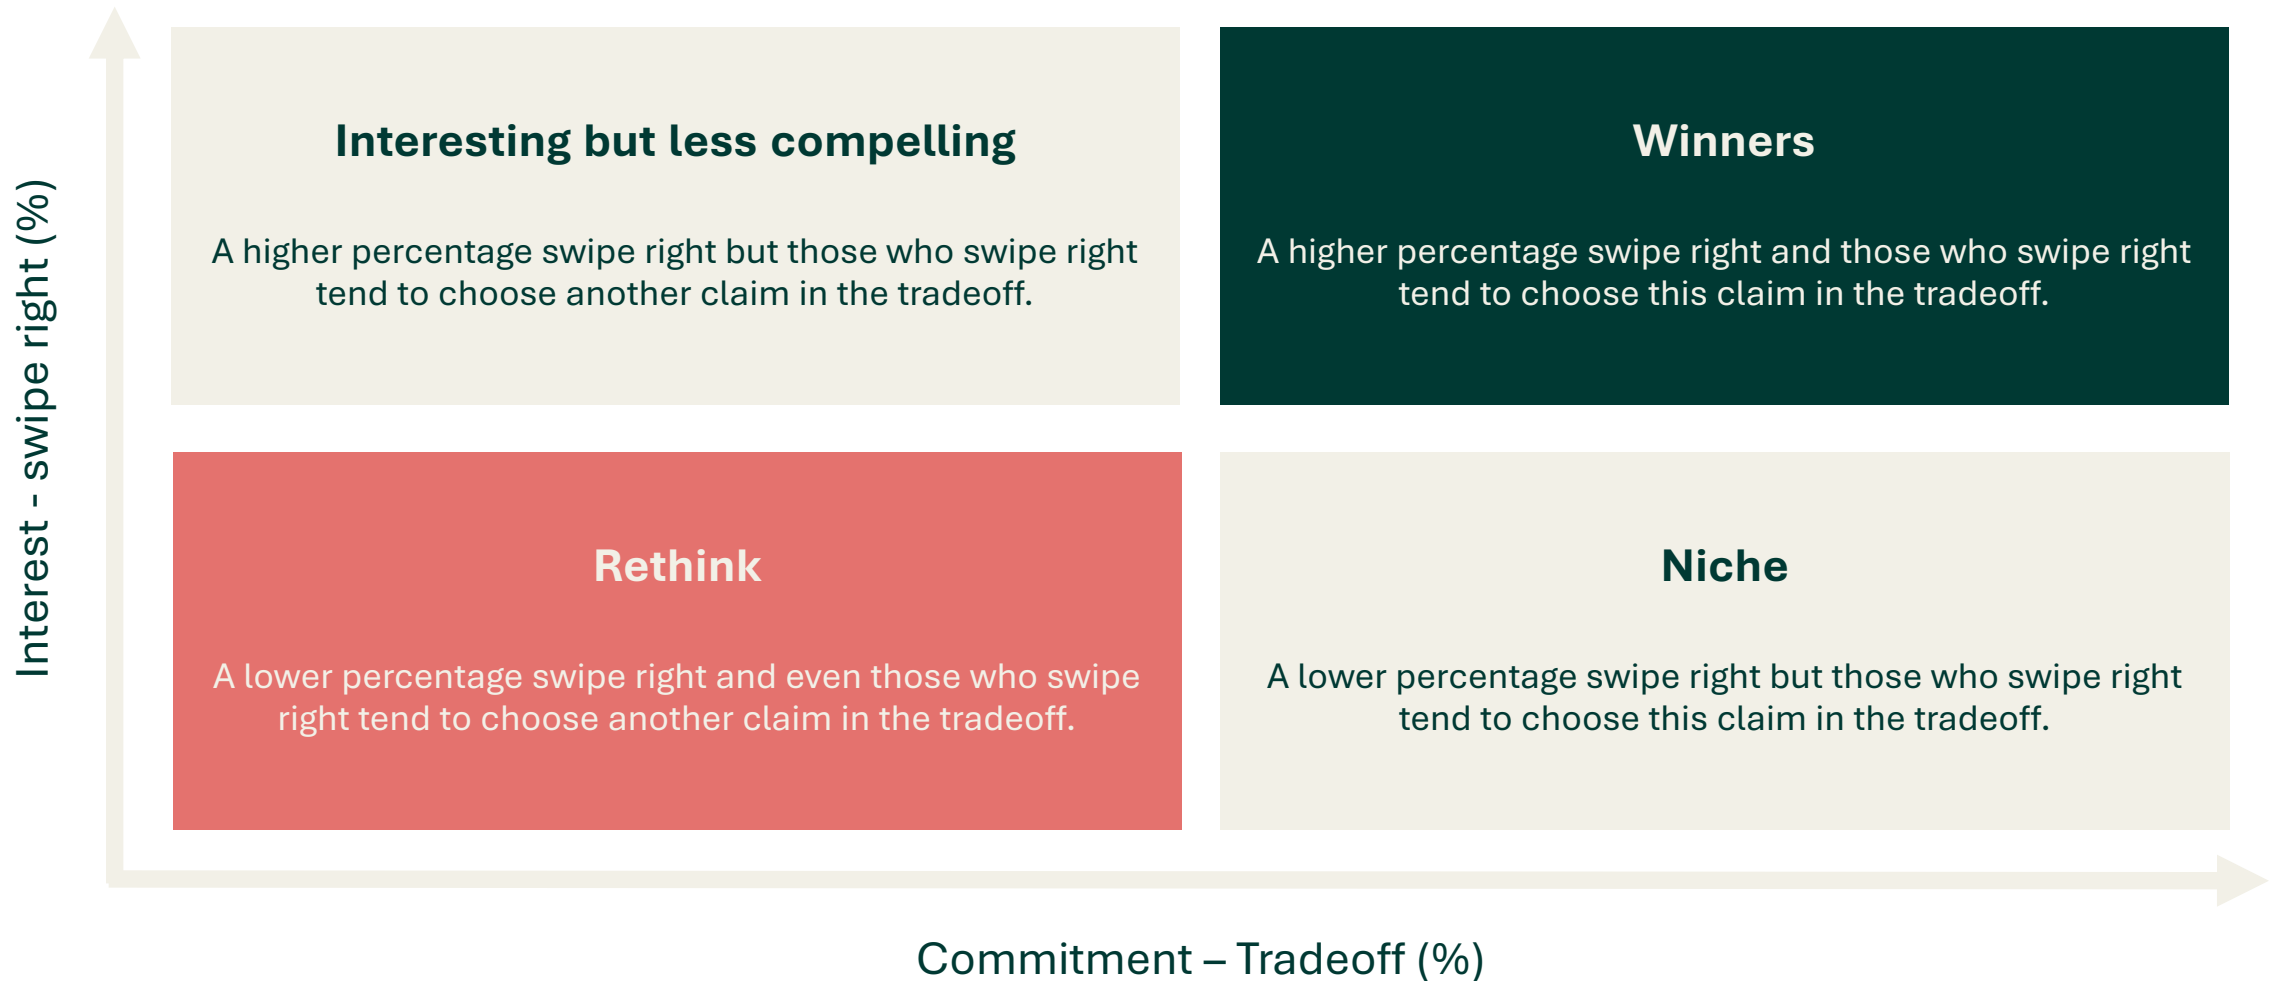 Interest - swipe right (%)
Interesting but less compelling
A higher percentage swipe right but those who swipe right
tend to choose another claim in the tradeoff.
Winners
A higher percentage swipe right and those who swipe right
tend to choose this claim in the tradeoff.
Rethink
A lower percentage swipe right and even those who swipe
right tend to choose another claim in the tradeoff.
Niche
A lower percentage swipe right but those who swipe right
tend to choose this claim in the tradeoff.
Commitment – Tradeoff (%)